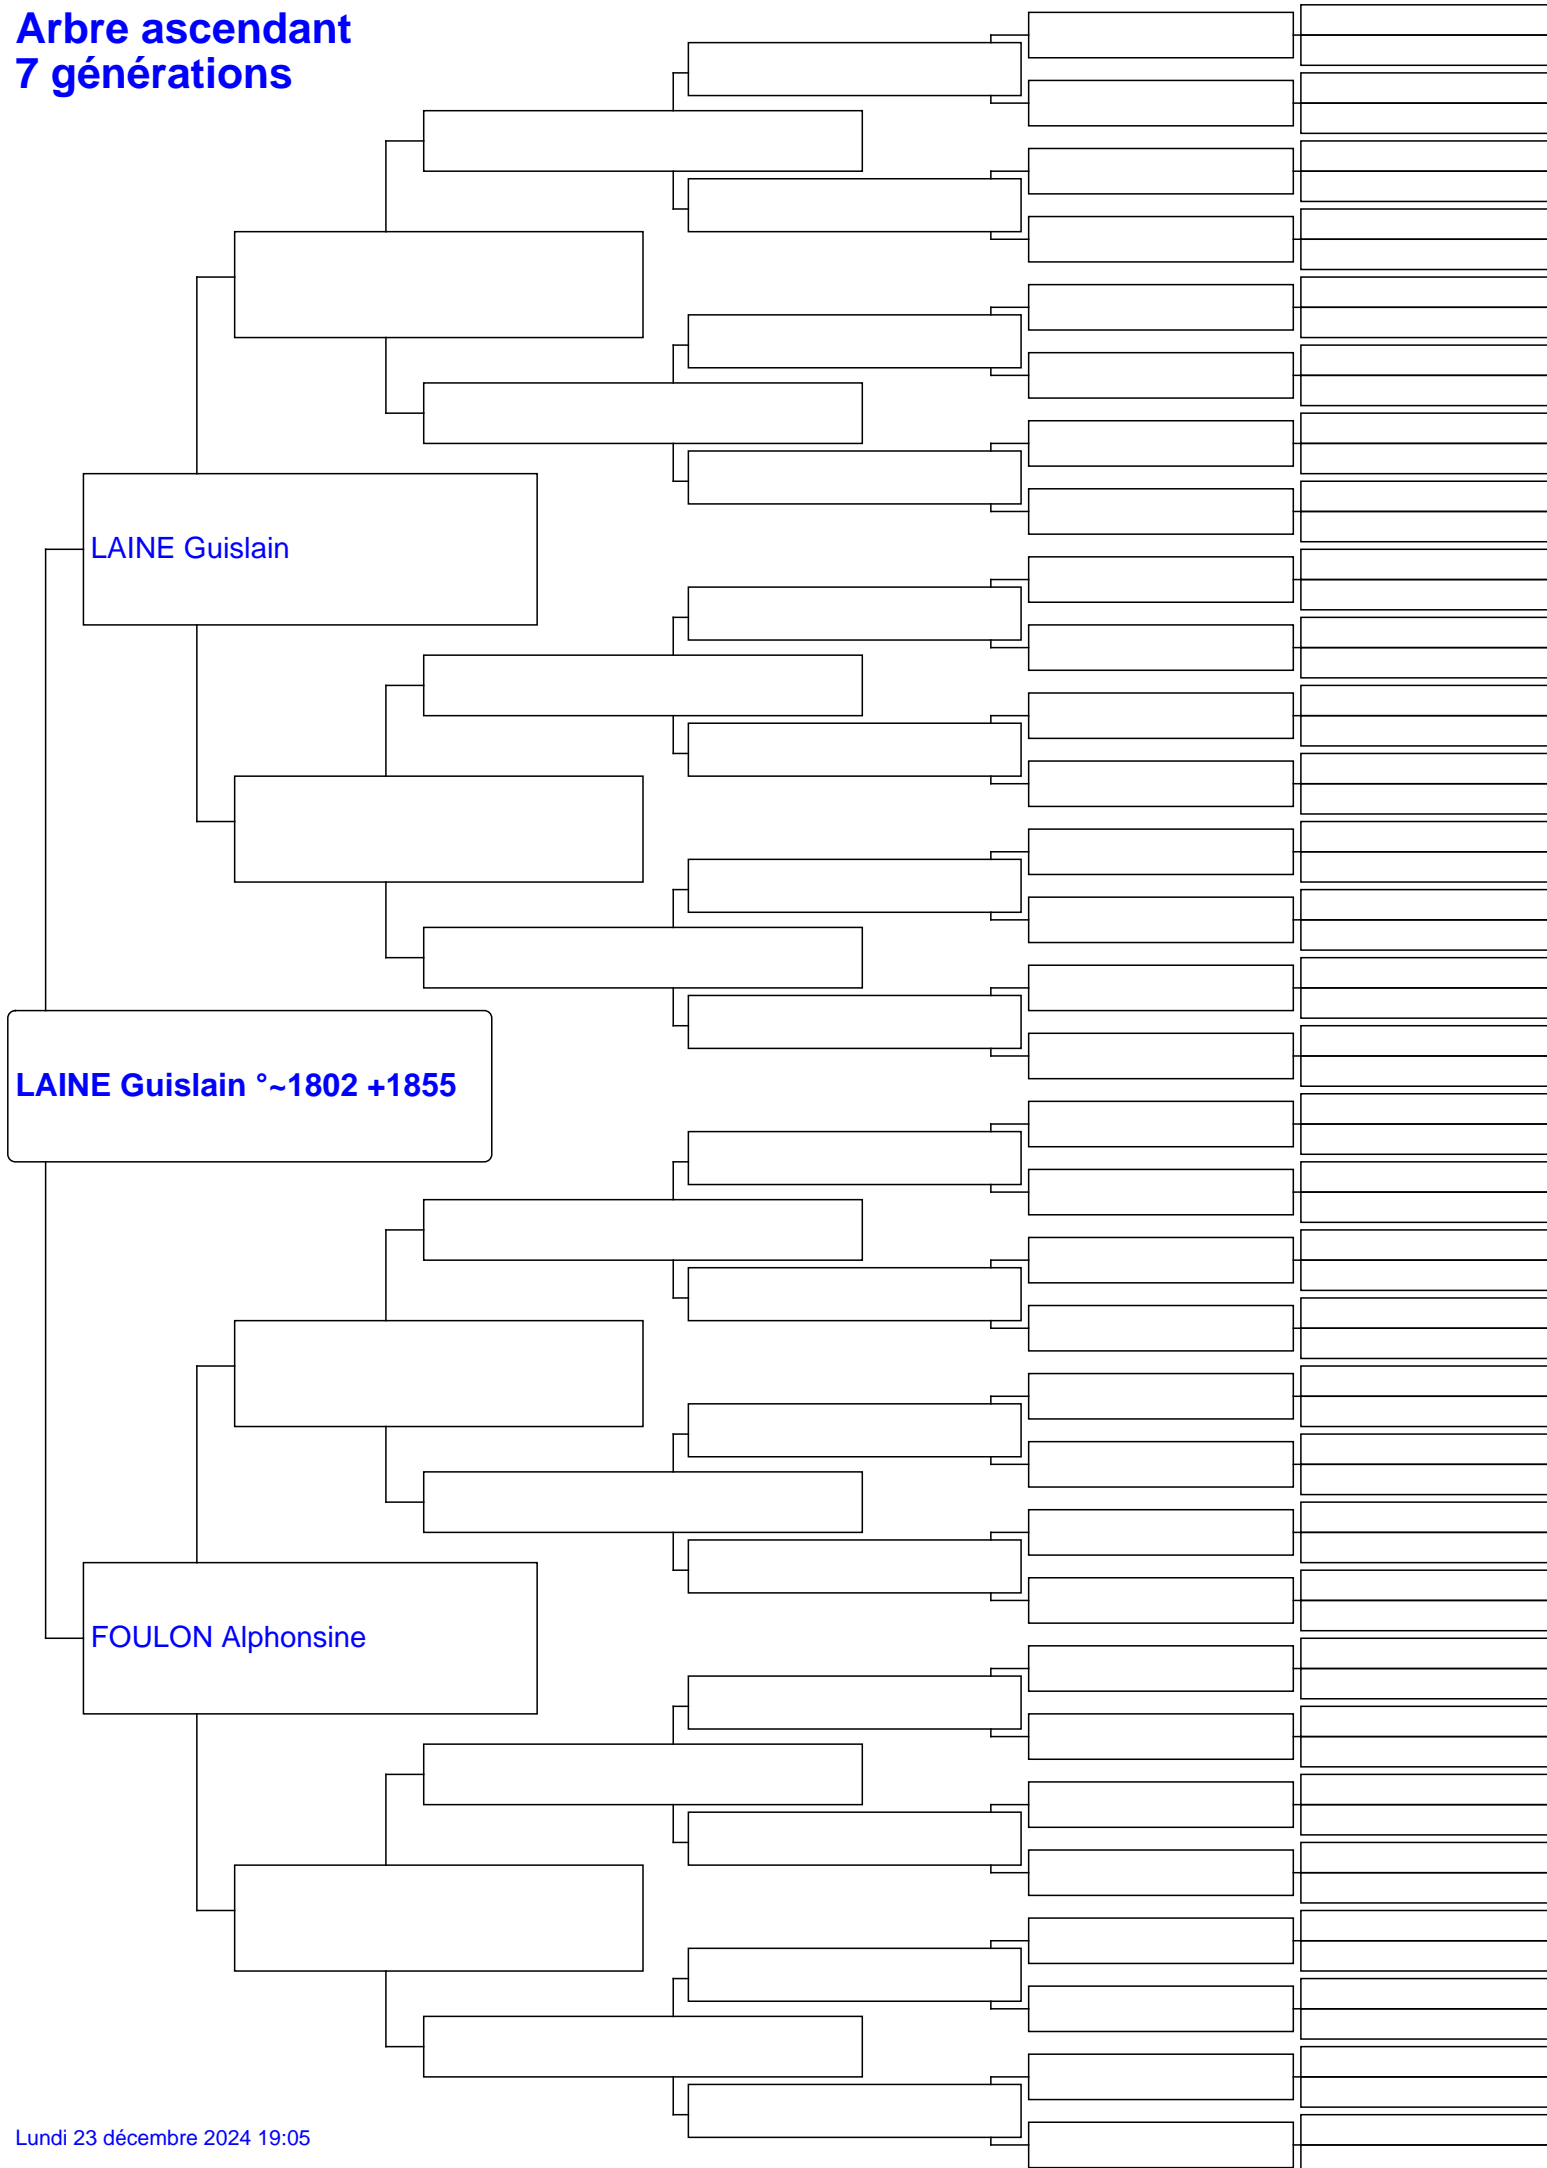 Arbre ascendant
7 générations
LAINE Guislain
LAINE Guislain °~1802 +1855
FOULON Alphonsine
Lundi 23 décembre 2024 19:05